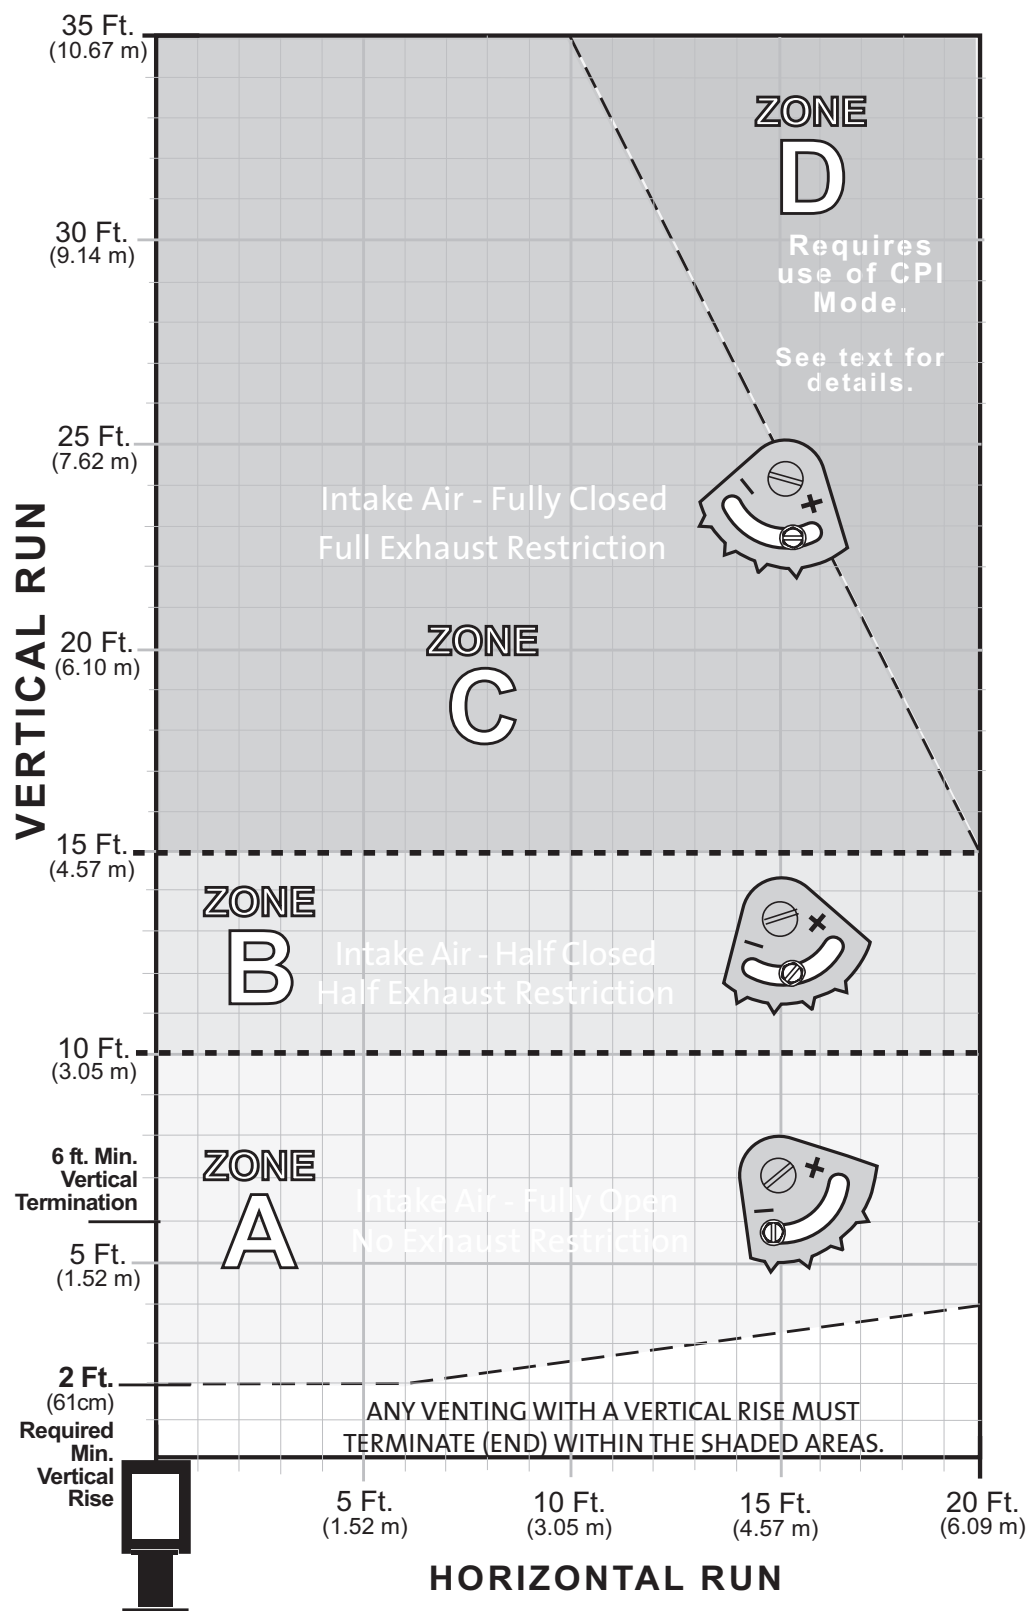 35 Ft.
(10.67 m)
ZONE
D
30 Ft.
(9.14 m)
Requires
use of CPI
Mode.
See text for
details.
25 Ft.
(7.62 m)
Intake Air - Fully Closed
Full Exhaust Restriction
– +
VERTICAL RUN
20 Ft.
(6.10 m)
ZONE
C
15 Ft.
(4.57 m)
ZONE
B
Intake Air - Half Closed
Half Exhaust Restriction
– +
10 Ft.
(3.05 m)
6 ft. Min.
Vertical
Termination
ZONE
A
Intake Air - Fully Open
No Exhaust Restriction
– +
5 Ft.
(1.52 m)
2 Ft.
(61cm)
Required
Min.
Vertical
Rise
ANY VENTING WITH A VERTICAL RISE MUST
TERMINATE (END) WITHIN THE SHADED AREAS.
5 Ft.
(1.52 m)
10 Ft.
(3.05 m)
15 Ft.
(4.57 m)
20 Ft.
(6.09 m)
HORIZONTAL RUN